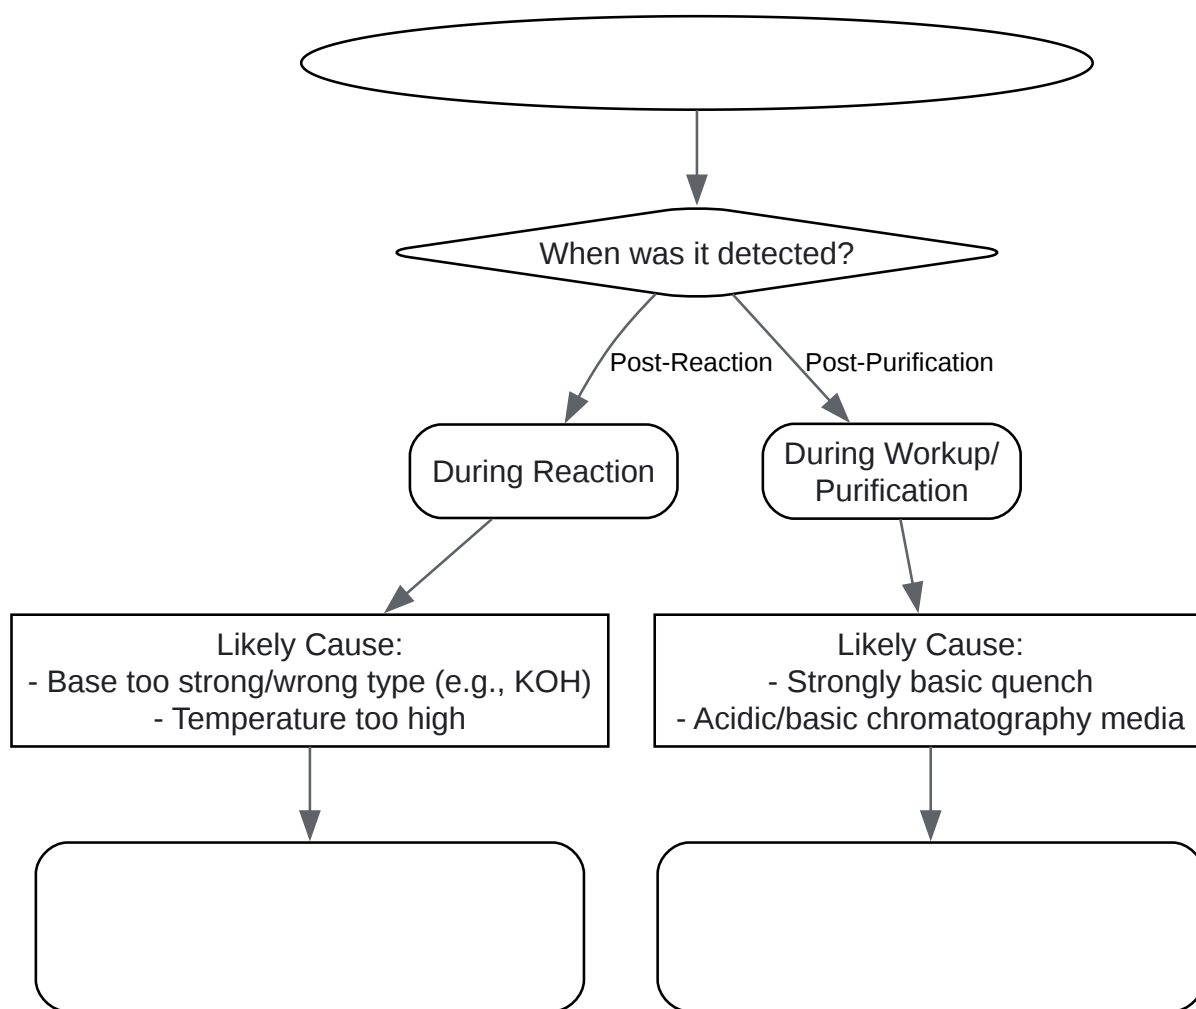 When was it detected?
Post-Reaction
Post-Purification
During Reaction
During Workup/
Purification
Likely Cause:
- Base too strong/wrong type (e.g., KOH)
- Temperature too high
Likely Cause:
- Strongly basic quench
- Acidic/basic chromatography media